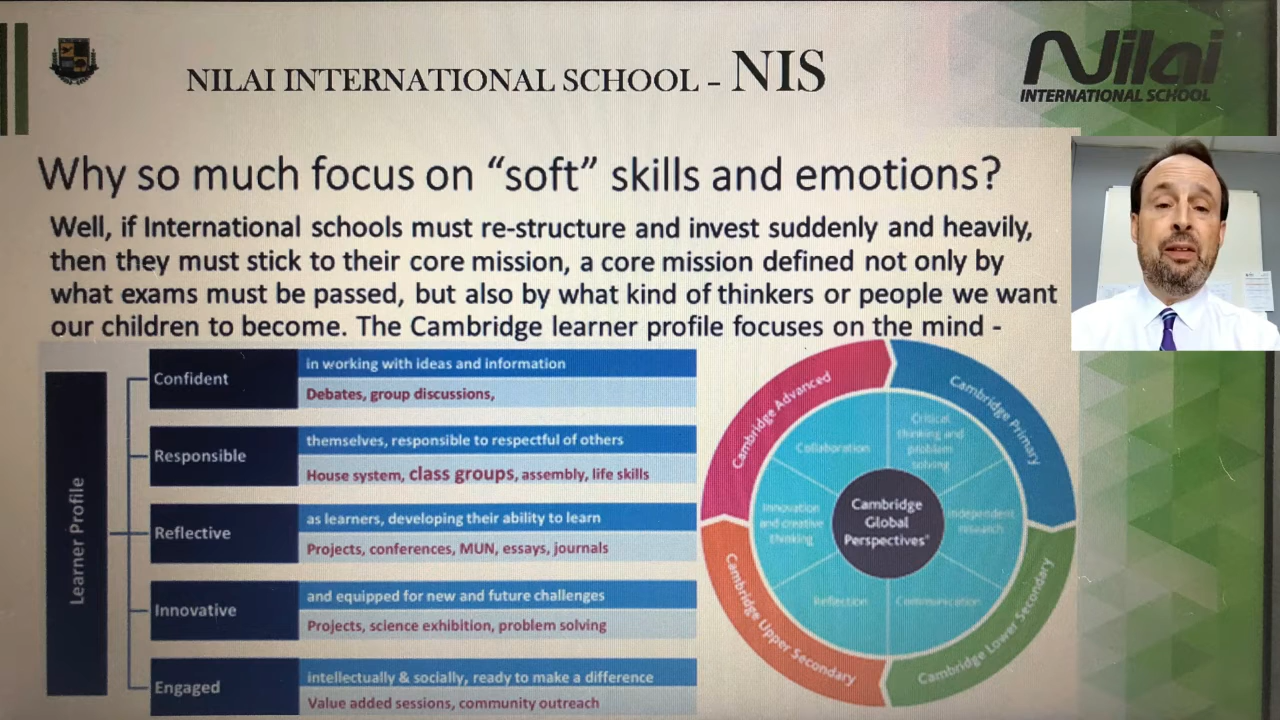 NILAI INTERNATIONAL SCHOOL – NIS
Nilai
INTERNATIONAL SCHOOL
Why so much focus on “soft” skills and emotions?
Well, if International schools must re-structure and invest suddenly and heavily,
then they must stick to their core mission, a core mission defined not only by
what exams must be passed, but also by what kind of thinkers or people we want
our children to become. The Cambridge learner profile focuses on the mind -
Learner Profile
Confident
in working with ideas and information
Debates, group discussions,
Responsible
themselves, responsible to respectful of others
House system, class groups, assembly, life skills
Reflective
as learners, developing their ability to learn
Projects, conferences, MUN, essays, journals
Innovative
and equipped for new and future challenges
Projects, science exhibition, problem solving
Engaged
intellectually & socially, ready to make a difference
Value added sessions, community outreach
Cambridge Advanced
Cambridge Primary
Cambridge Lower Secondary
Cambridge Upper Secondary
Critical
thinking and
problem
solving
Independent
research
Communication
Reflection
Innovation
and creative
thinking
Collaboration
Cambridge
Global
Perspectives